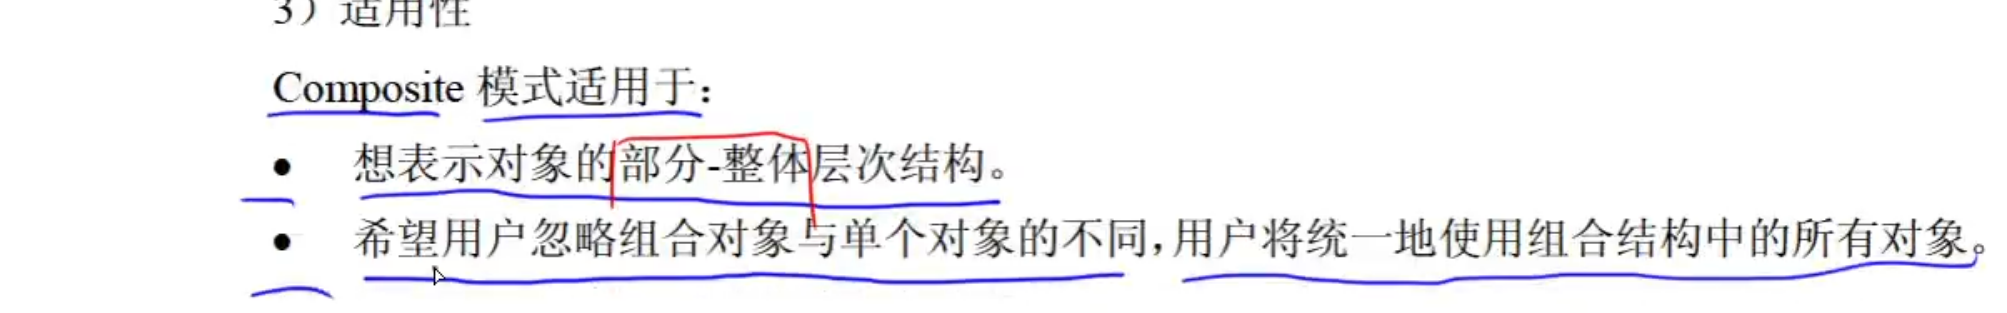 3）适用性
Composite 模式适用于：
● 想表示对象的部分-整体层次结构。
● 希望用户忽略组合对象与单个对象的不同，用户将统一地使用组合结构中的所有对象。